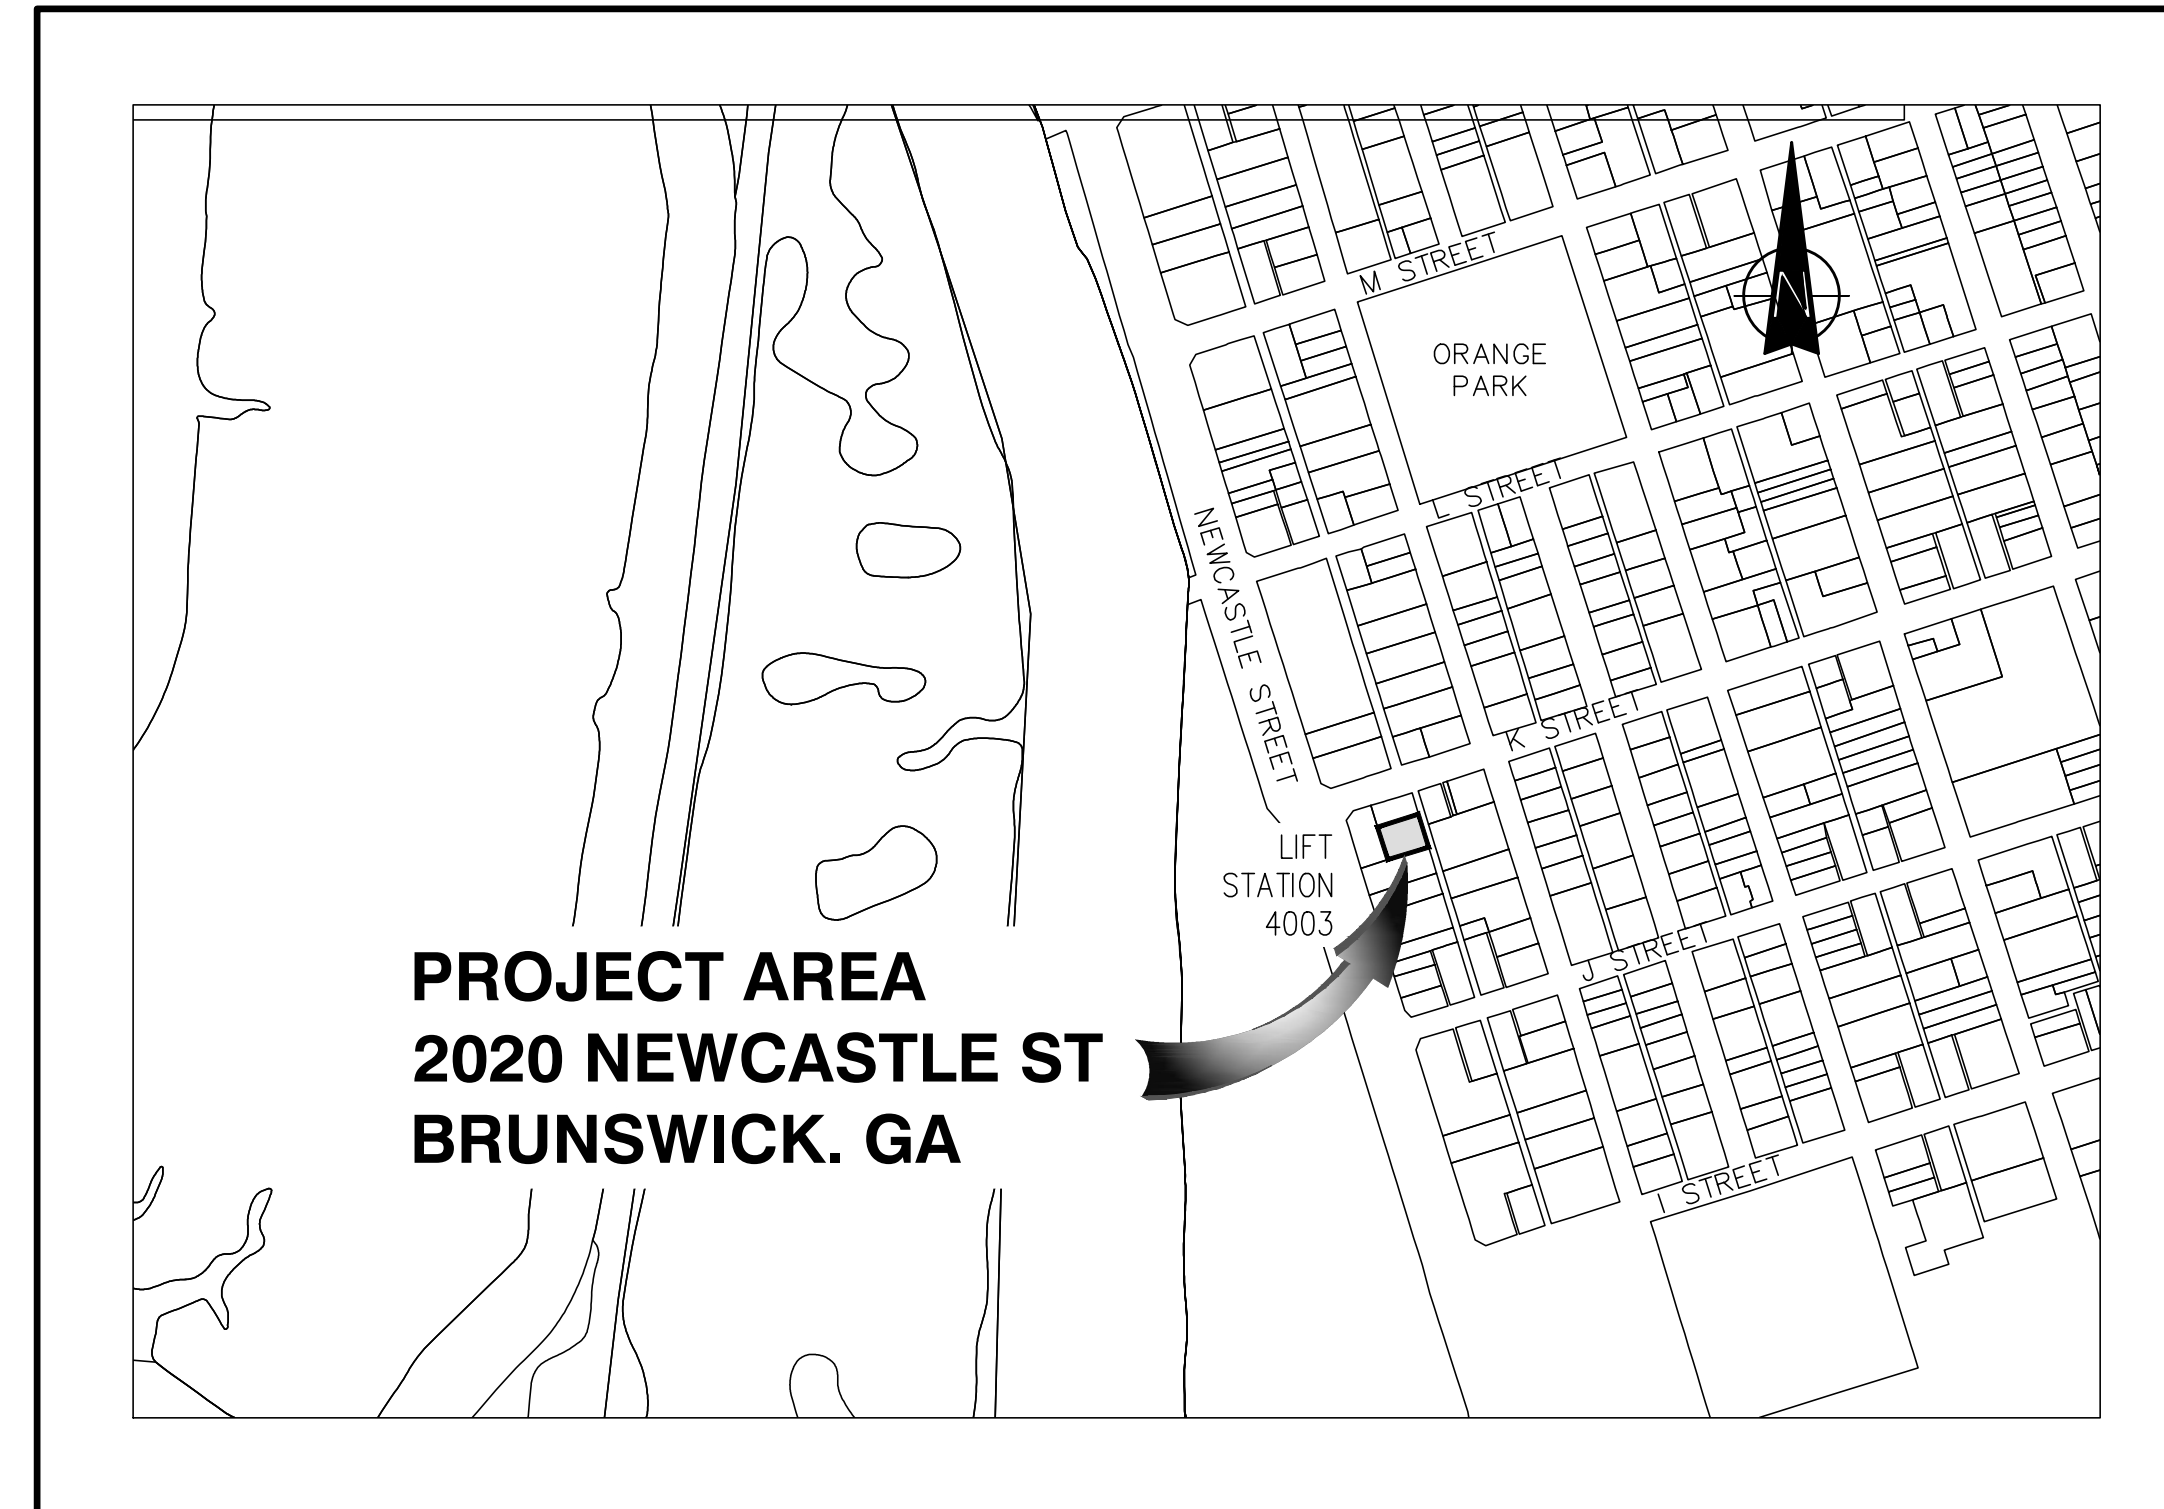 M STREET
N
ORANGE
PARK
L STREET
NEWCASTLE STREET
K STREET
LIFT
STATION
4003
J STREET
PROJECT AREA
2020 NEWCASTLE ST
BRUNSWICK. GA
I STREET